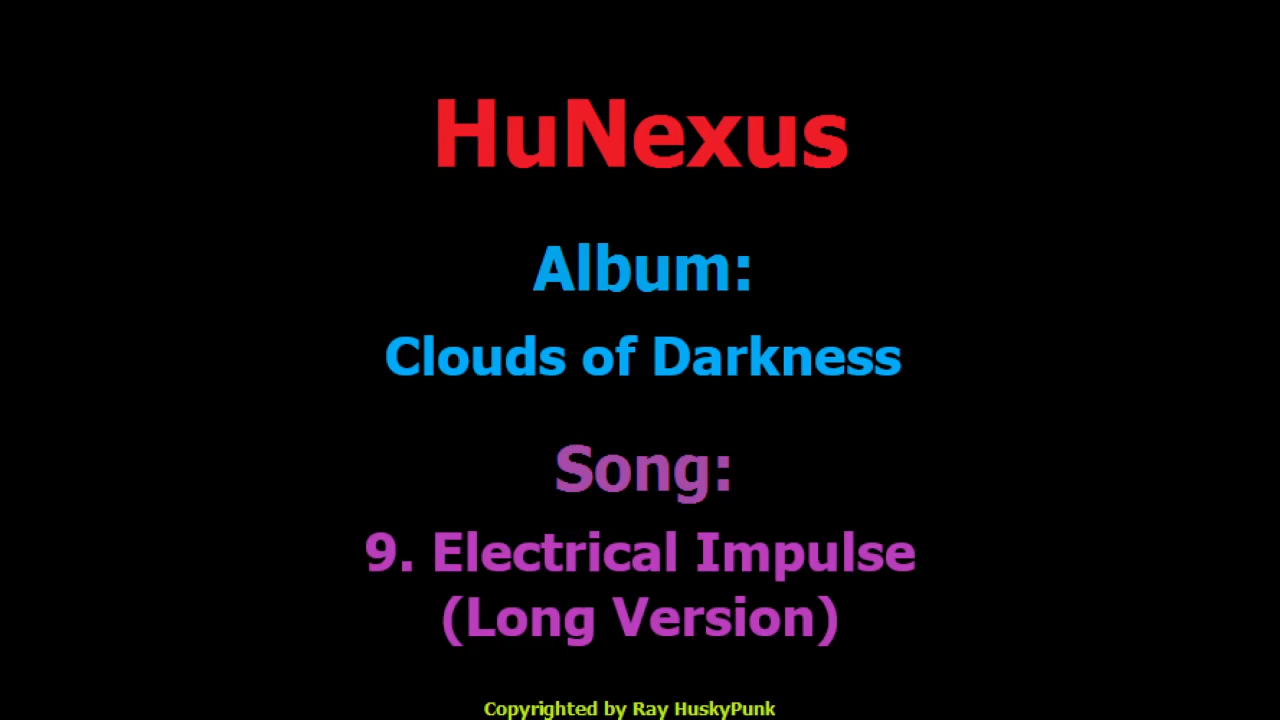 HuNexus
Album:
Clouds of Darkness
Song:
9. Electrical Impulse
(Long Version)
Copyrighted by Ray HuskyPunk